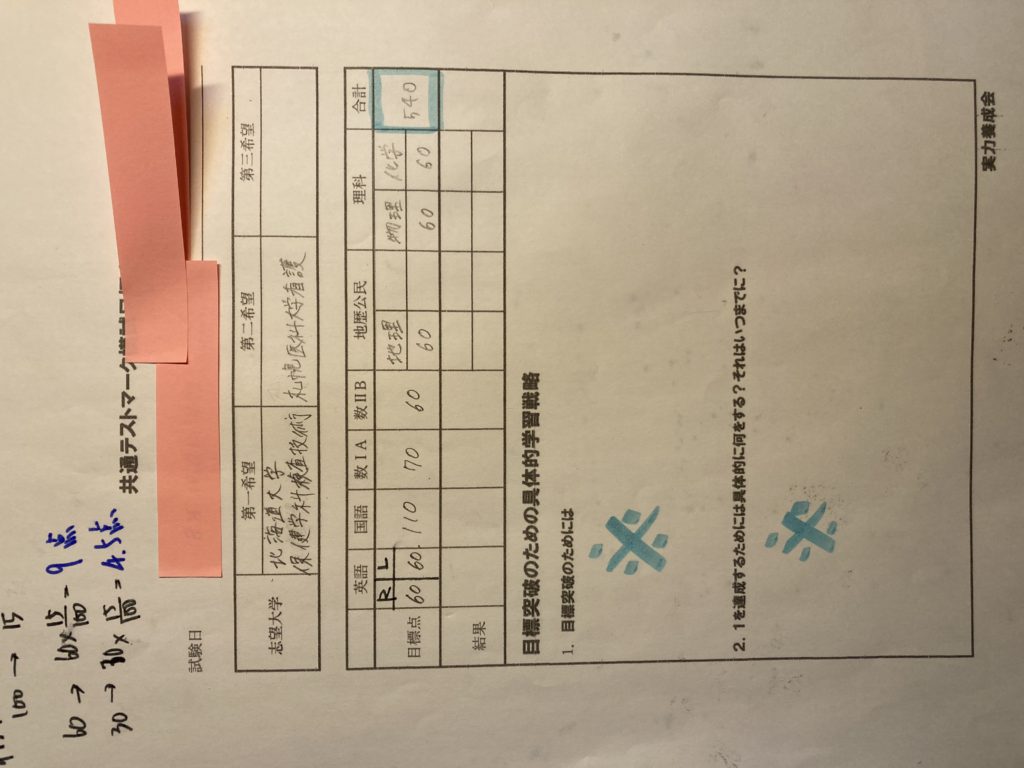 100 → 15
60 → 60 × 15/100 = 9点
30 → 30 × 15/100 = 4.5点
共通テストマーク模試
試験日
志望大学 第一希望 第二希望 第三希望
北海道大学 保健学科検査技術 札幌医科大学看護
英語 国語 数ⅠA 数ⅡB 地歴公民 理科 合計
目標点 R L 地理 物理 化学 540
60 60 110 70 60 60 60 60
結果
目標突破のための具体的学習戦略
1. 目標突破のためには
※
2. 1を達成するためには具体的に何をする?それはいつまでに?
※
実力養成会